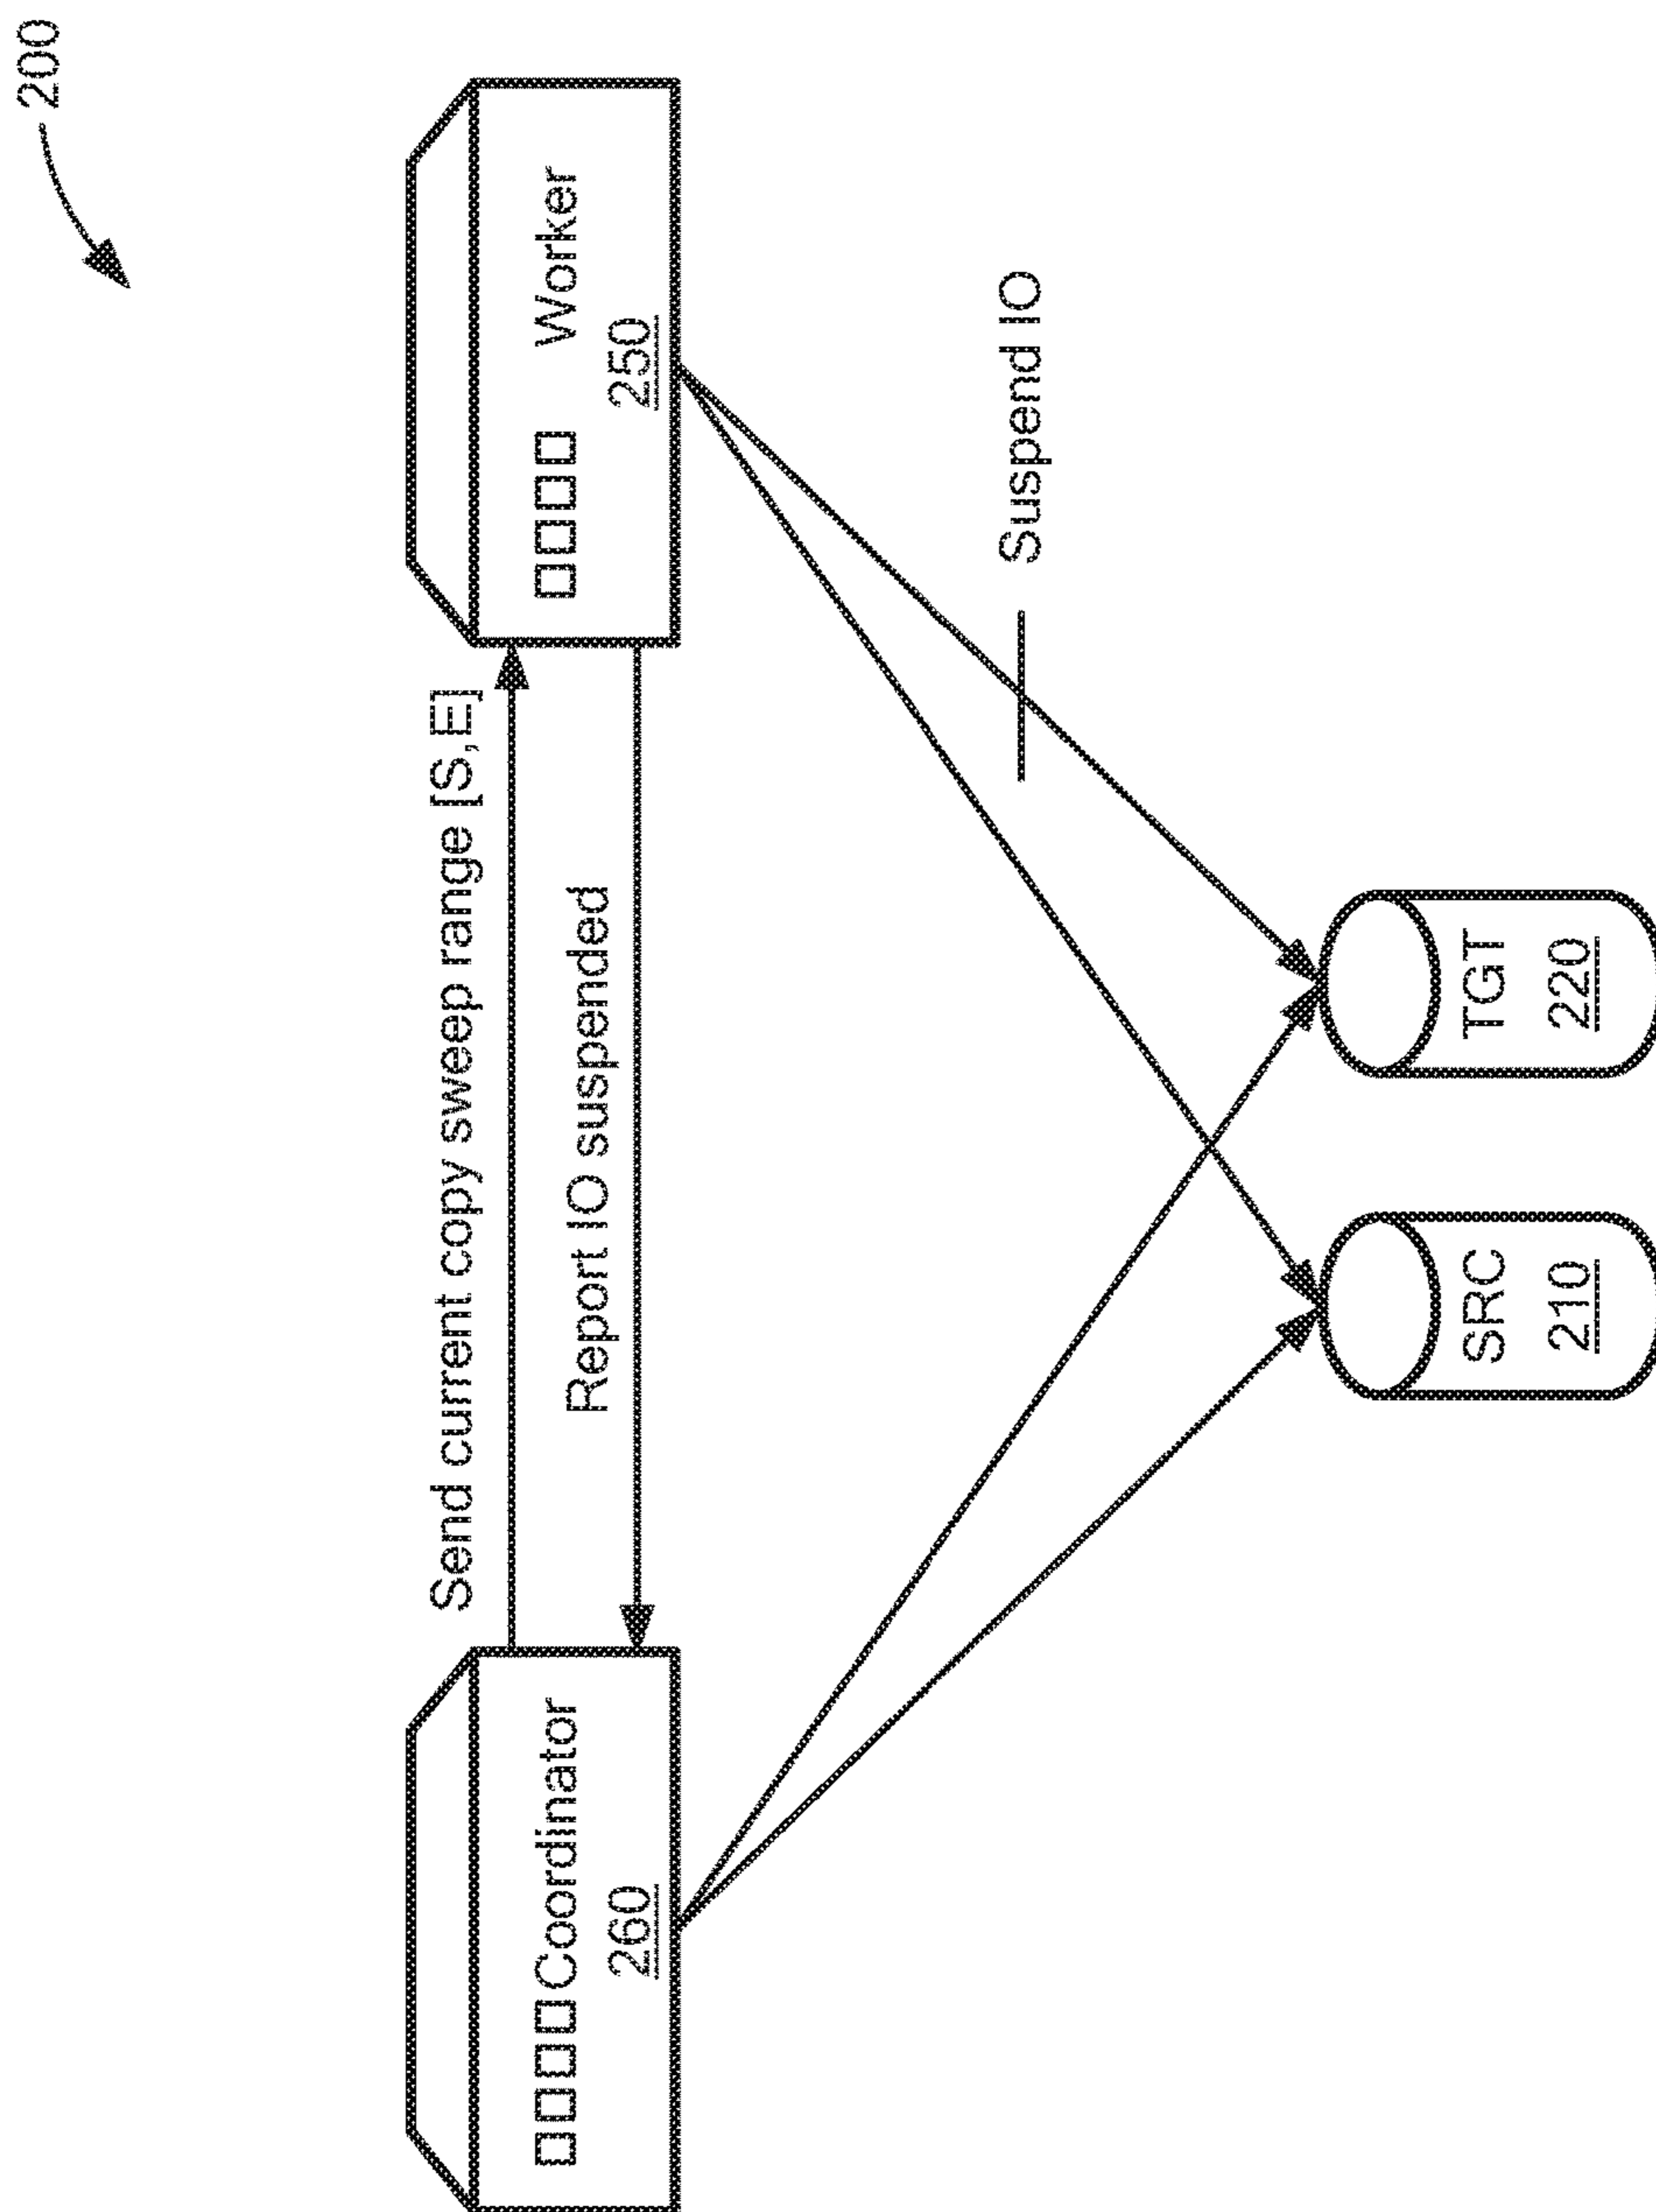 200
Send current copy sweep range [S,E]
Coordinator
260
Worker
250
Report IO suspended
Suspend IO
SRC
210
TGT
220